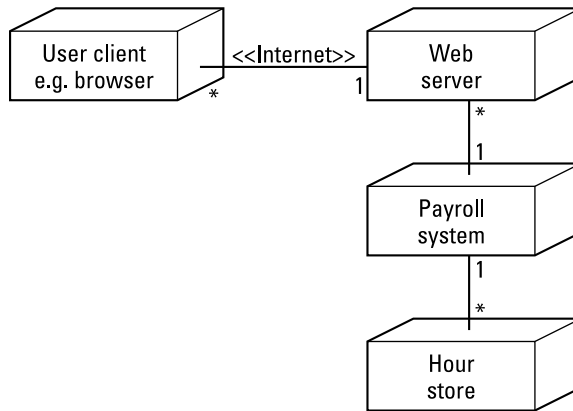 User client
e.g. browser
<<Internet>>
*
1
Web
server
*
1
Payroll
system
1
*
Hour
store